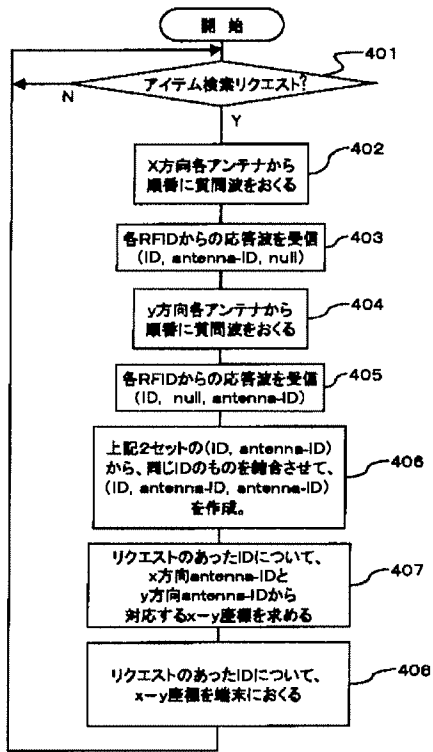 開 始
401
アイテム検索リクエスト?
N
Y
402
X方向各アンテナから
順番に質問波をおくる
各RFIDからの応答波を受信
(ID, antenna-ID, null)
403
404
y方向各アンテナから
順番に質問波をおくる
405
各RFIDからの応答波を受信
(ID, null, antenna-ID)
上記2セットの(ID, antenna-ID)
から、同じIDのものを結合させて、
(ID, antenna-ID, antenna-ID)
を作成。
406
リクエストのあったIDについて、
x方向antenna-IDと
y方向antenna-IDから
対応するx-y座標を求める
407
リクエストのあったIDについて、
x-y座標を端末におくる
406